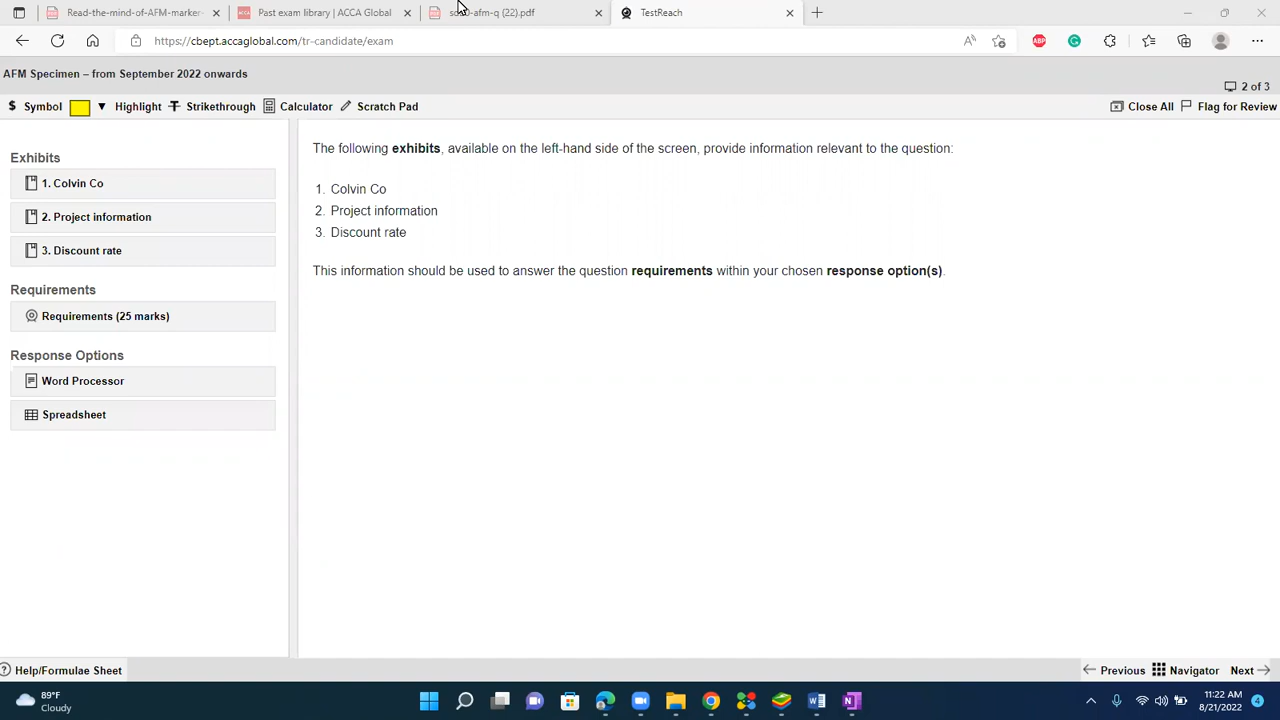 Read-the-mind-of-AFM-marker-
Past exam library | ACCA Global
afm-q (22).pdf
TestReach
https://cbept.accaglobal.com/tr-candidate/exam
AFM Specimen – from September 2022 onwards
2 of 3
$ Symbol Highlight Strikethrough Calculator Scratch Pad
Close All Flag for Review
Exhibits
1. Colvin Co
2. Project information
3. Discount rate
Requirements
Requirements (25 marks)
Response Options
Word Processor
Spreadsheet
The following exhibits, available on the left-hand side of the screen, provide information relevant to the question:
1. Colvin Co
2. Project information
3. Discount rate
This information should be used to answer the question requirements within your chosen response option(s).
Help/Formulae Sheet
Previous Navigator Next
89°F
Cloudy
11:22 AM
8/21/2022
4